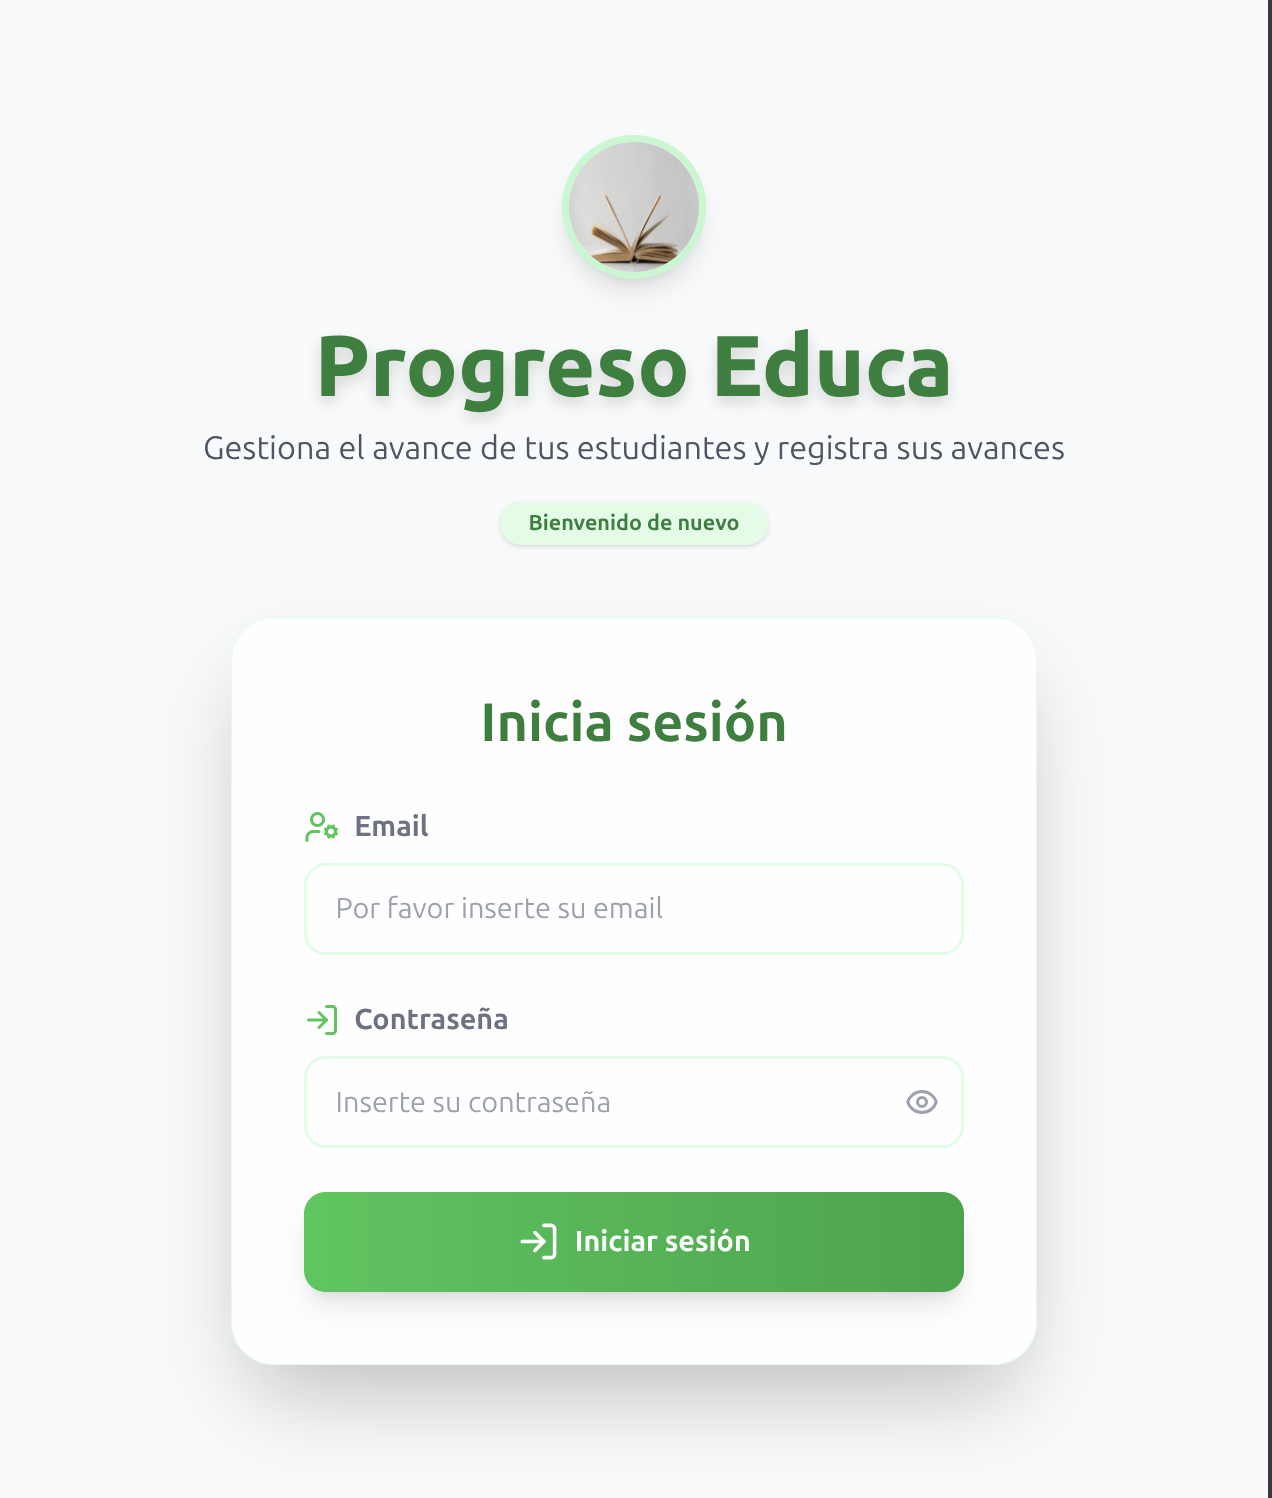 Progreso Educa
Gestiona el avance de tus estudiantes y registra sus avances
Bienvenido de nuevo
Inicia sesión
Email
Por favor inserte su email
Contraseña
Inserte su contraseña
Iniciar sesión